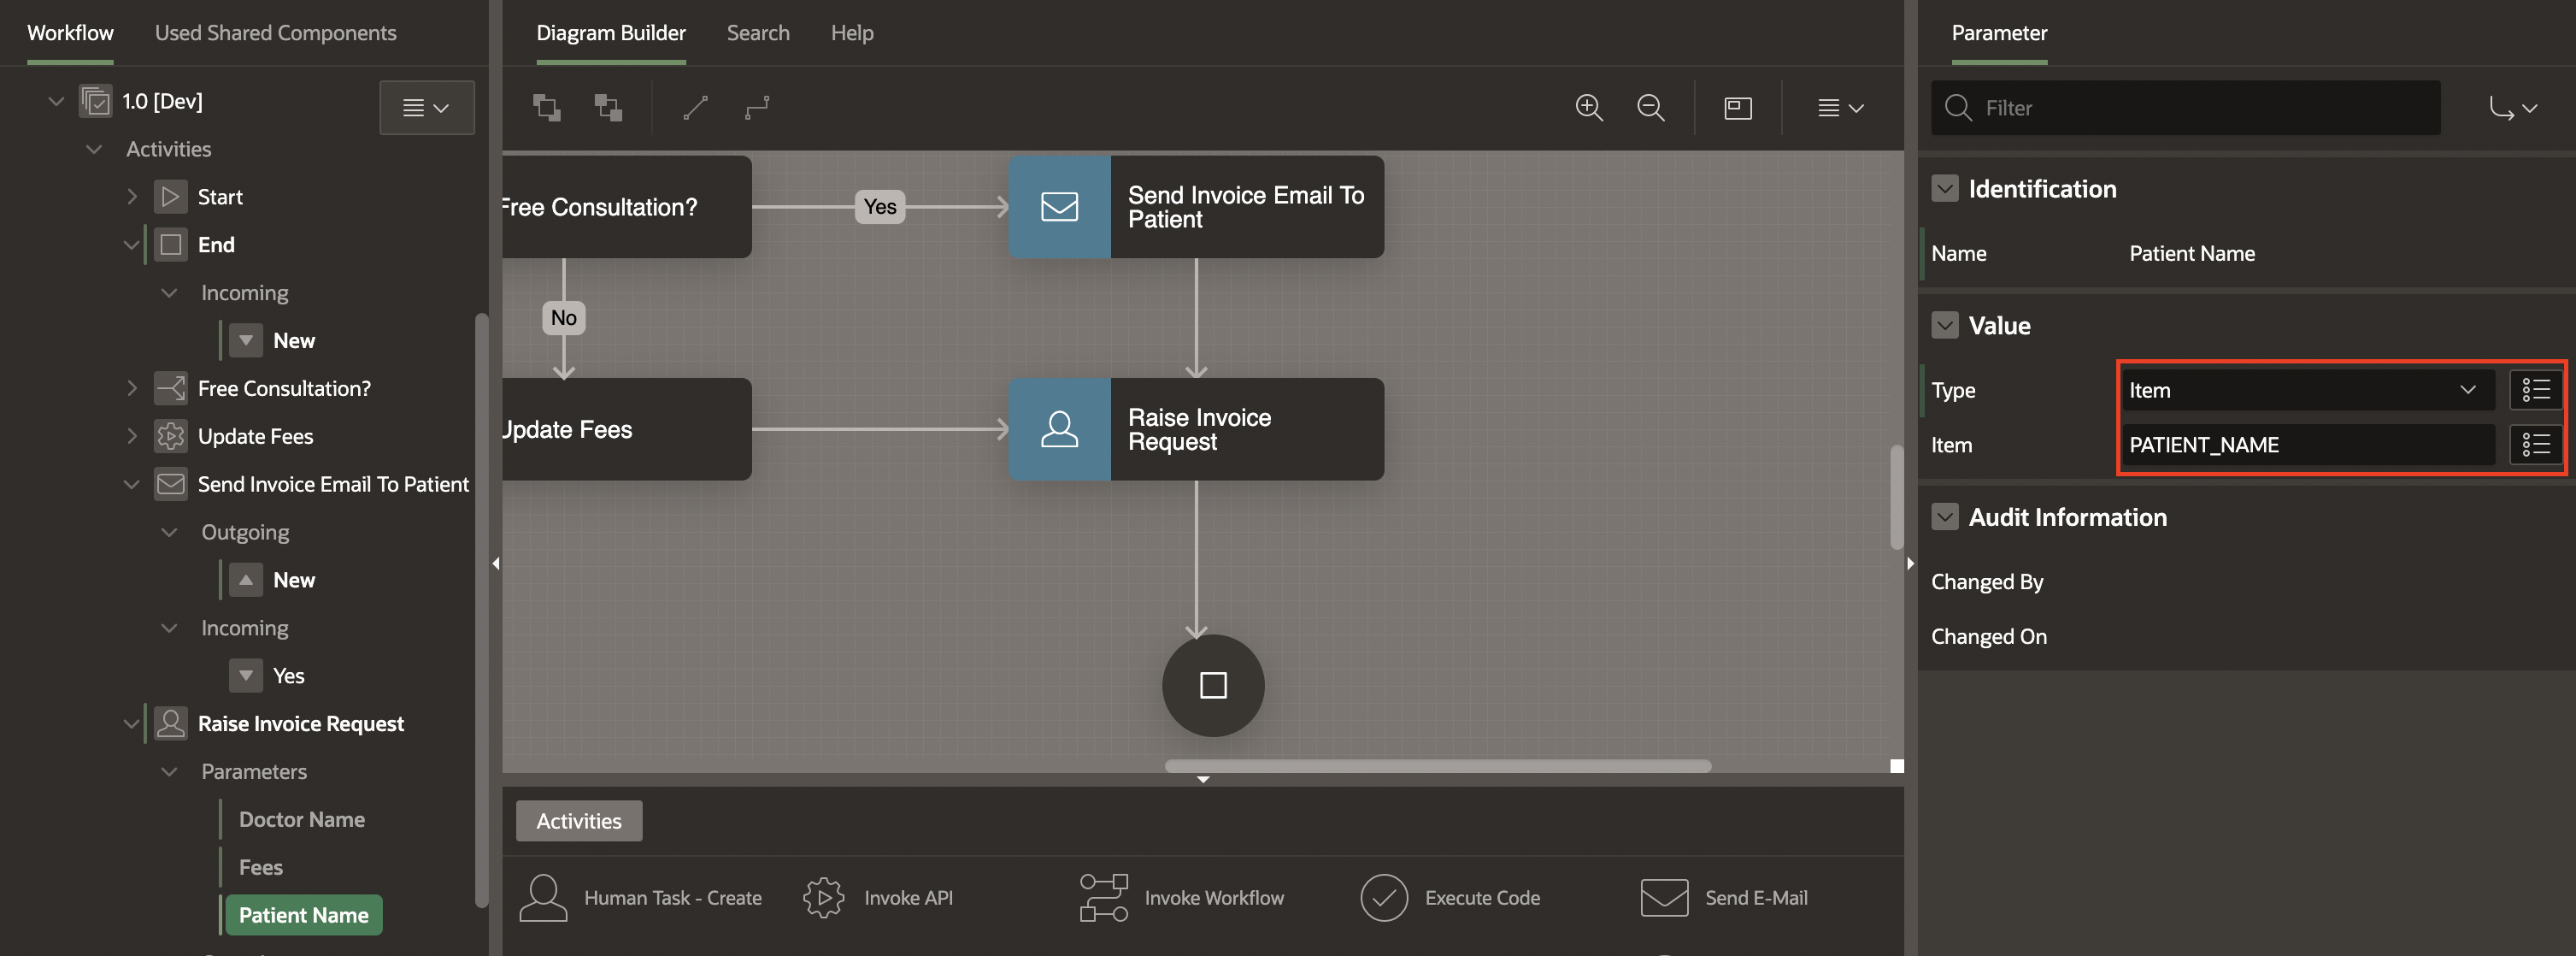 Workflow
Used Shared Components
1.0 [Dev]
Activities
Start
End
Incoming
New
Free Consultation?
Update Fees
Send Invoice Email To Patient
Outgoing
New
Incoming
Yes
Raise Invoice Request
Parameters
Doctor Name
Fees
Patient Name
Diagram Builder
Search
Help
Free Consultation?
Yes
Send Invoice Email To
Patient
No
Update Fees
Raise Invoice
Request
Activities
Human Task - Create
Invoke API
Invoke Workflow
Execute Code
Send E-Mail
Parameter
Filter
Identification
Name
Patient Name
Value
Type
Item
Item
PATIENT_NAME
Audit Information
Changed By
Changed On